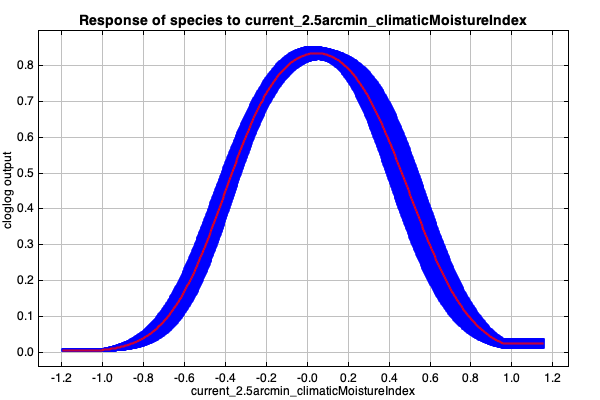 Response of species to current_2.5arcmin_climaticMoistureIndex
cloglog output
0.8
0.7
0.6
0.5
0.4
0.3
0.2
0.1
0.0
-1.2 -1.0 -0.8 -0.6 -0.4 -0.2 -0.0 0.2 0.4 0.6 0.8 1.0 1.2
current_2.5arcmin_climaticMoistureIndex